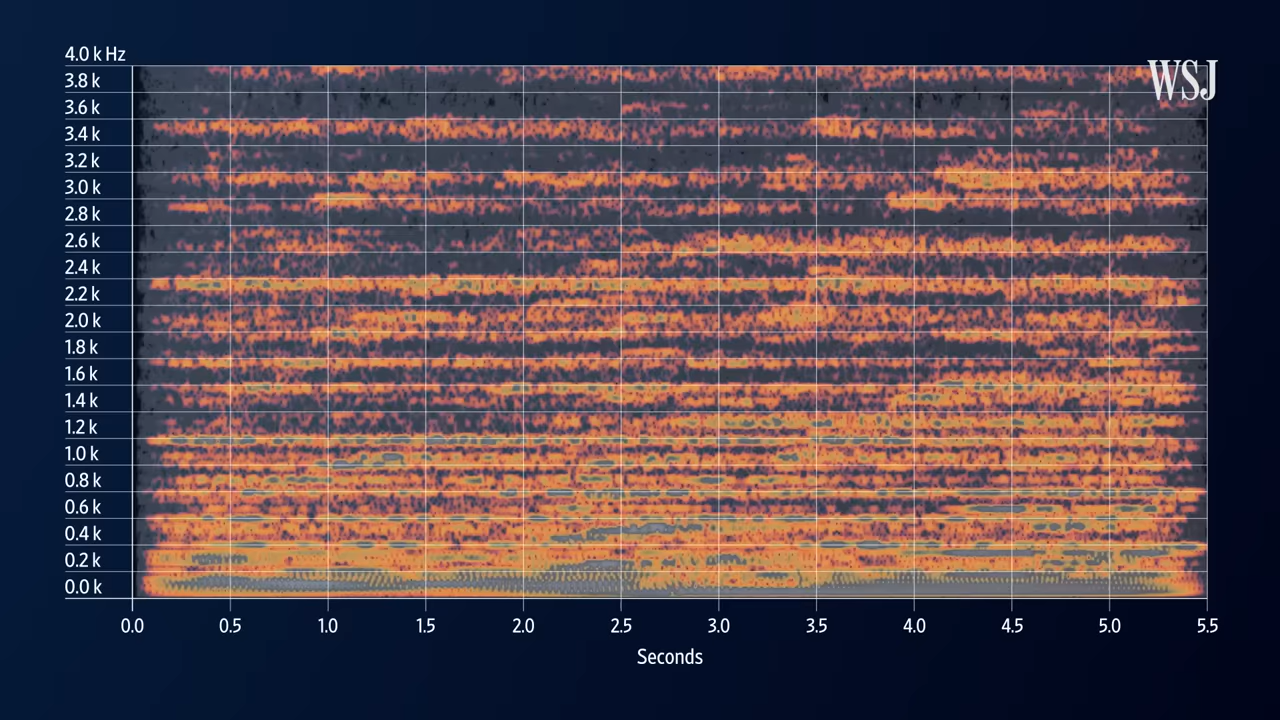 4.0 k Hz
WSJ
3.8 k
3.6 k
3.4 k
3.2 k
3.0 k
2.8 k
2.6 k
2.4 k
2.2 k
2.0 k
1.8 k
1.6 k
1.4 k
1.2 k
1.0 k
0.8 k
0.6 k
0.4 k
0.2 k
0.0 k
0.0 0.5 1.0 1.5 2.0 2.5 3.0 3.5 4.0 4.5 5.0 5.5
Seconds